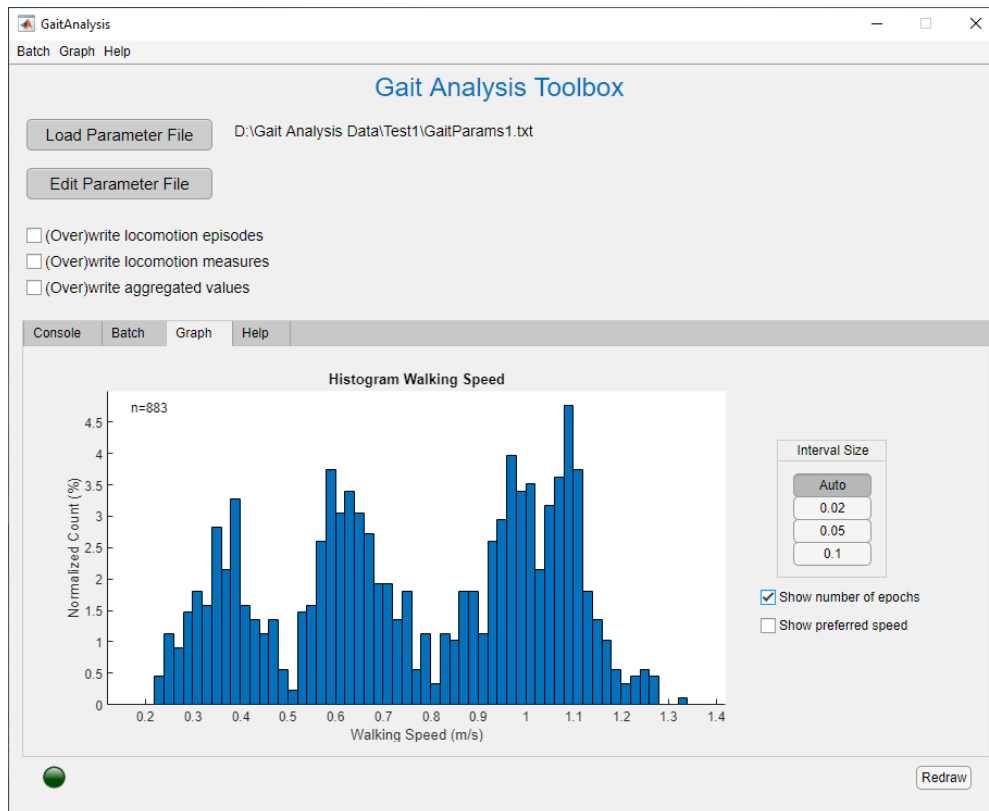 GaitAnalysis
Batch Graph Help
Gait Analysis Toolbox
Load Parameter File
D:\Gait Analysis Data\Test1\GaitParams1.txt
Edit Parameter File
(Over)write locomotion episodes
(Over)write locomotion measures
(Over)write aggregated values
Console Batch Graph Help
Histogram Walking Speed
n=883
Normalized Count (%)
4.5
4
3.5
3
2.5
2
1.5
1
0.5
0
0.2 0.3 0.4 0.5 0.6 0.7 0.8 0.9 1 1.1 1.2 1.3 1.4
Walking Speed (m/s)
Interval Size
Auto
0.02
0.05
0.1
Show number of epochs
Show preferred speed
Redraw